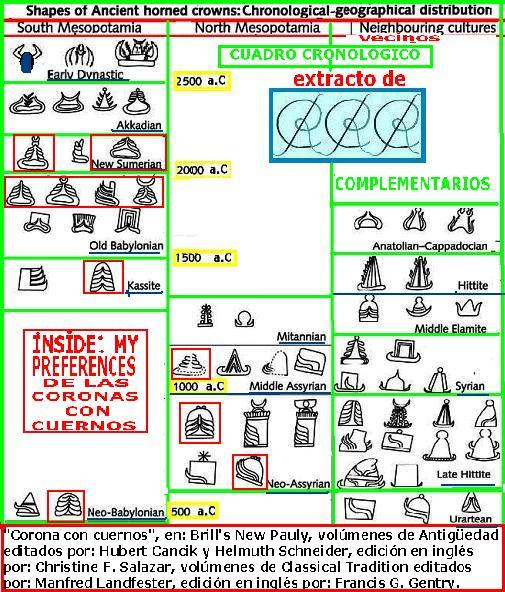 Shapes of Ancient horned crowns: Chronological-geographical distribution
South Mesopotamia
North Mesopotamia
Neighbouring cultures
vecinos
CUADRO CRONOLOGICO
extracto de
Early Dynastic
2500 a.C
Akkadian
New Sumerian
2000 a.C
COMPLEMENTARIOS
Old Babylonian
Anatolian–Cappadocian
1500 a.C
Kassite
Hittite
Mitannian
Middle Elamite
INSIDE: MY
PREFERENCES
DE LAS
CORONAS
CON
CUERNOS
1000 a.C
Middle Assyrian
Syrian
Neo-Assyrian
Late Hittite
Neo-Babylonian
500 a.C
Urartean
"Corona con cuernos", en: Brill's New Pauly, volúmenes de Antigüedad
editados por: Hubert Cancik y Helmuth Schneider, edición en inglés
por: Christine F. Salazar, volúmenes de Classical Tradition editados
por: Manfred Landfester, edición en inglés por: Francis G. Gentry.